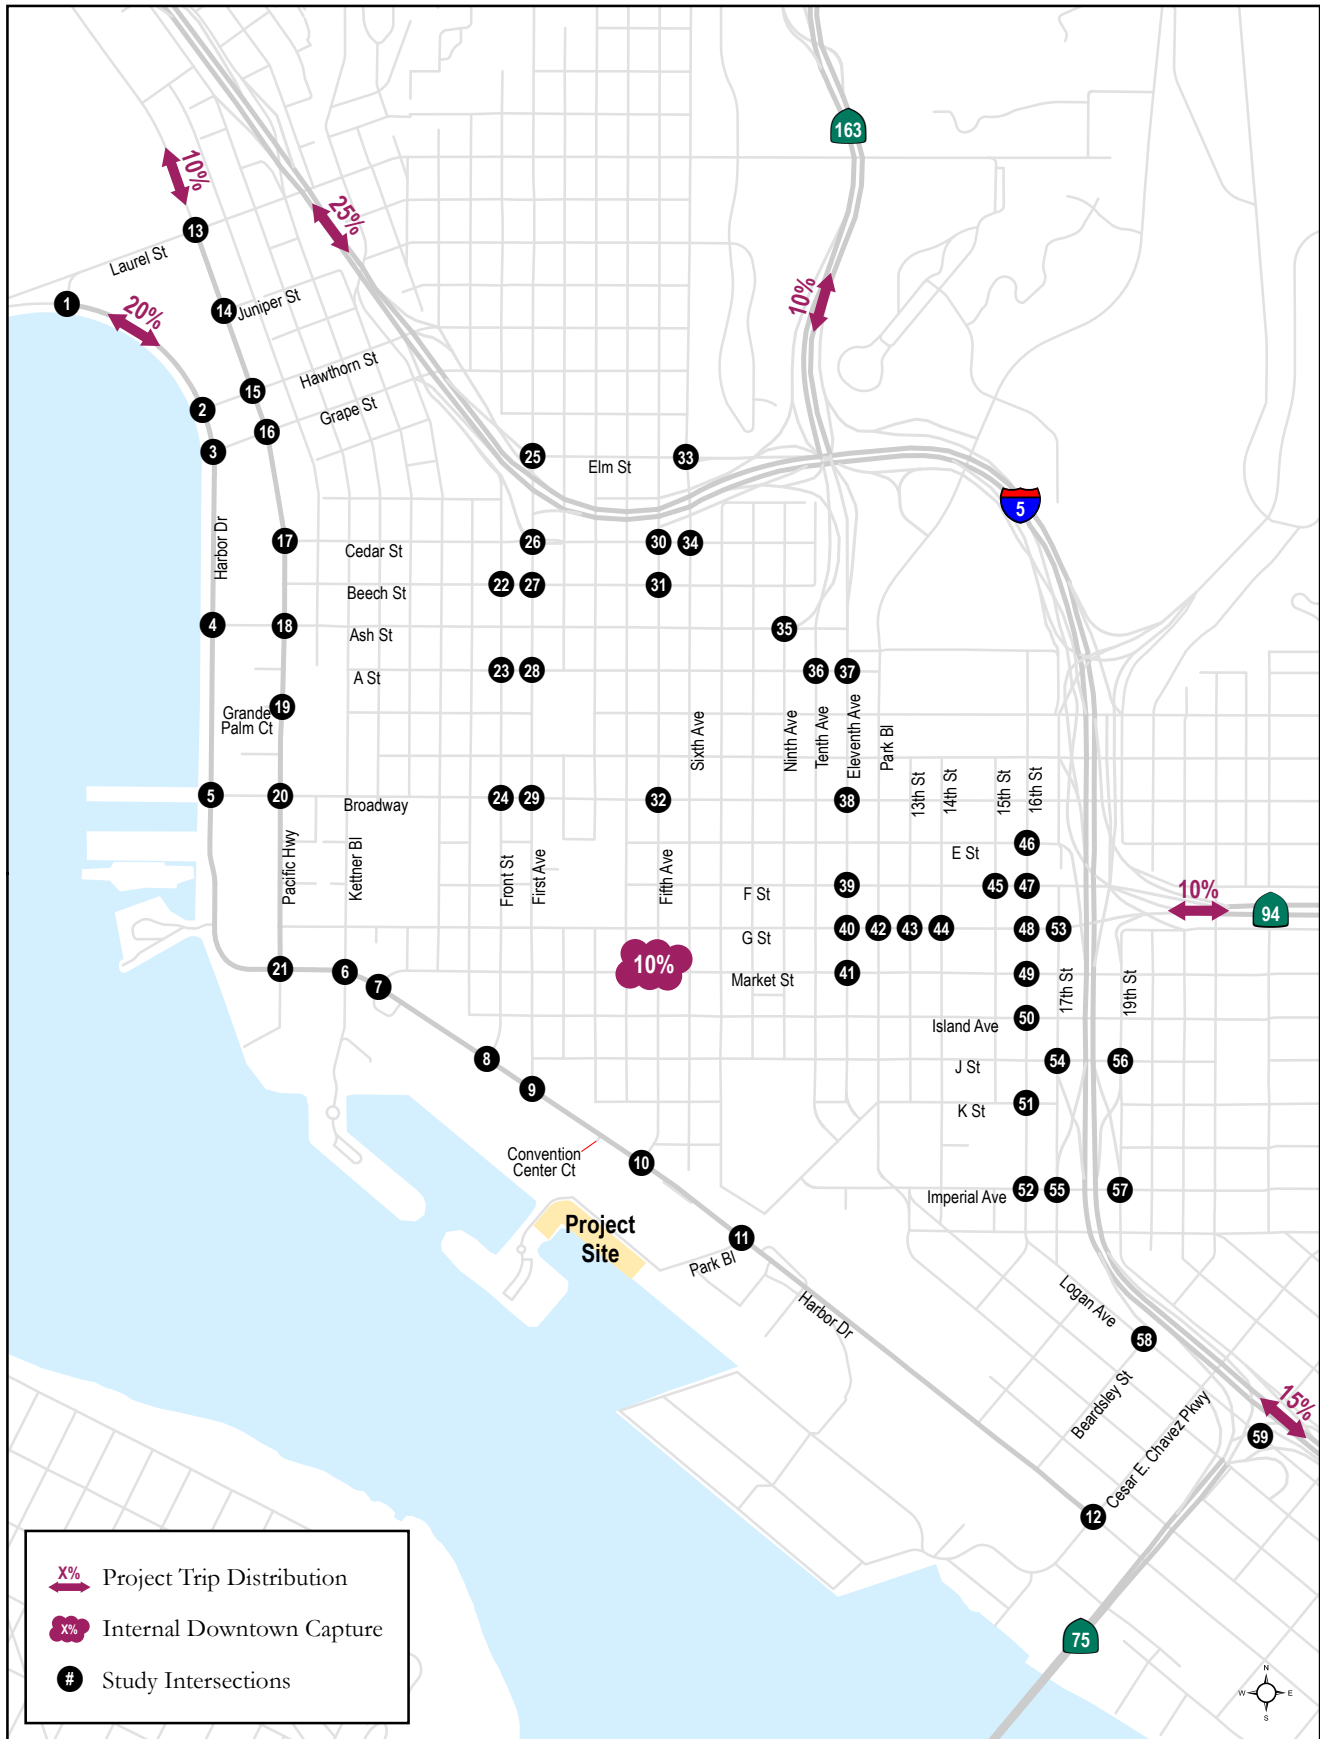 163
10%
25%
13
Laurel St
10%
1
14
Juniper St
20%
Hawthorn St
15
2
Grape St
16
3
25
33
Elm St
5
Harbor Dr
17
26
30
34
Cedar St
22
27
31
Beech St
4
18
35
Ash St
23
28
36
37
A St
19
Grande
Palm Ct
Sixth Ave
Ninth Ave
Tenth Ave
Eleventh Ave
Park Bl
13th St
14th St
15th St
16th St
5
20
Broadway
24
29
32
38
46
E St
Pacific Hwy
Kettner Bl
Front St
First Ave
Fifth Ave
39
45
47
F St
10%
94
40
42
43
44
48
53
G St
10%
21
6
7
Market St
41
49
17th St
19th St
50
Island Ave
8
54
56
J St
9
51
K St
Convention
Center Ct
10
52
55
57
Imperial Ave
Project
Site
11
Park Bl
Harbor Dr
Logan Ave
58
Beardsley St
Cesar E. Chavez Pkwy
15%
59
12
75
X%
Project Trip Distribution
X%
Internal Downtown Capture
#
Study Intersections
N
W
E
S